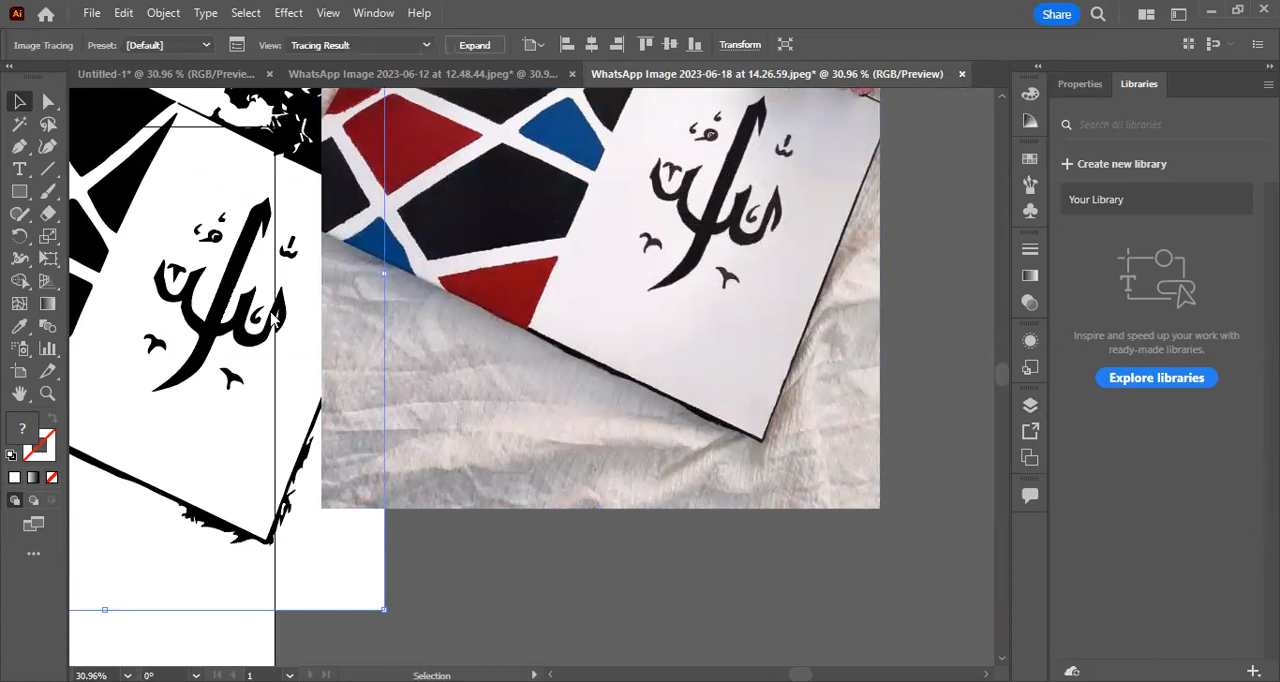 Ai File Edit Object Type Select Effect View Window Help Share
Image Tracing Preset: [Default] View: Tracing Result Expand Transform
Untitled-1* @ 30.96 % (RGB/Previe... × WhatsApp Image 2023-06-12 at 12.48.44.jpeg* @ 30.9... × WhatsApp Image 2023-06-18 at 14.26.59.jpeg* @ 30.96 % (RGB/Preview) ×
Properties Libraries
Search all libraries
Create new library
Your Library
الله
الله
Inspire and speed up your work with
ready-made libraries.
Explore libraries
?
30.96% 0° 1 Selection